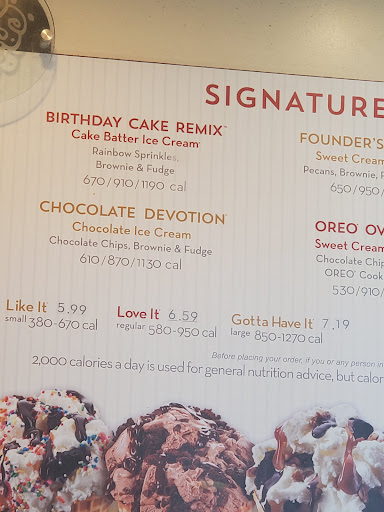 SIGNATURE
BIRTHDAY CAKE REMIX™
Cake Batter Ice Cream®
Rainbow Sprinkles,
Brownie & Fudge
670/910/1190 cal
CHOCOLATE DEVOTION™
Chocolate Ice Cream
Chocolate Chips, Brownie & Fudge
610/870/1130 cal
FOUNDER'S
Sweet Cream
Pecans, Brownie,
650/950/
OREO® OV
Sweet Cream
Chocolate Chip
OREO® Cook
530/910/
Like It® 5.99
small 380-670 cal
Love It® 6.59
regular 580-950 cal
Gotta Have It® 7.19
large 850-1270 cal
Before placing your order, if you or any person in
2,000 calories a day is used for general nutrition advice, but calor